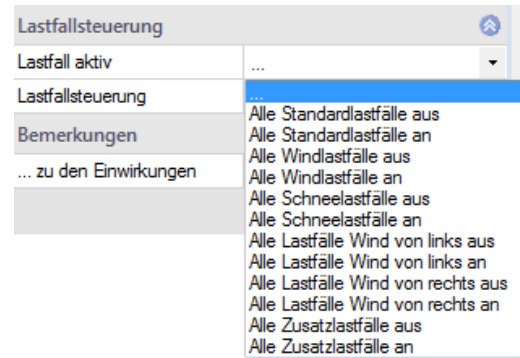 Lastfallsteuerung
Lastfall aktiv ...
Lastfallsteuerung ...
Alle Standardlastfälle aus
Bemerkungen Alle Standardlastfälle an
Alle Windlastfälle aus
... zu den Einwirkungen Alle Windlastfälle an
Alle Schneelastfälle aus
Alle Schneelastfälle an
Alle Lastfälle Wind von links aus
Alle Lastfälle Wind von links an
Alle Lastfälle Wind von rechts aus
Alle Lastfälle Wind von rechts an
Alle Zusatzlastfälle aus
Alle Zusatzlastfälle an